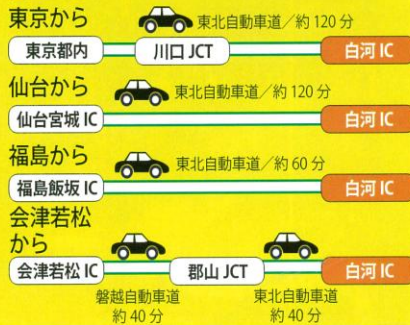 東京から
東北自動車道／約120分
東京都内 川口JCT 白河IC
仙台から
東北自動車道／約120分
仙台宮城IC 白河IC
福島から
東北自動車道／約60分
福島飯坂IC 白河IC
会津若松
から
会津若松IC 郡山JCT 白河IC
磐越自動車道 東北自動車道
約40分 約40分